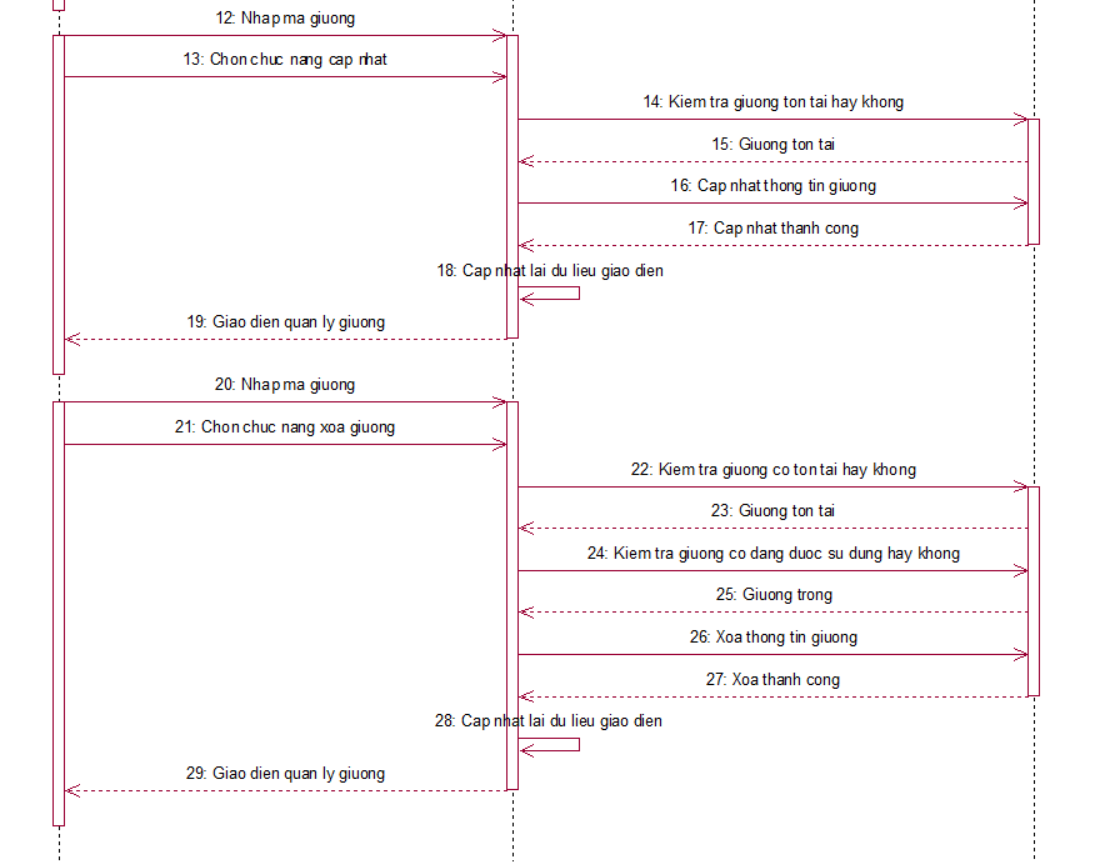 12: Nhap ma giuong
13: Chon chuc nang cap nhat
14: Kiem tra giuong ton tai hay khong
15: Giuong ton tai
16: Cap nhat thong tin giuong
17: Cap nhat thanh cong
18: Cap nhat lai du lieu giao dien
19: Giao dien quan ly giuong
20: Nhap ma giuong
21: Chon chuc nang xoa giuong
22: Kiem tra giuong co ton tai hay khong
23: Giuong ton tai
24: Kiem tra giuong co dang duoc su dung hay khong
25: Giuong trong
26: Xoa thong tin giuong
27: Xoa thanh cong
28: Cap nhat lai du lieu giao dien
29: Giao dien quan ly giuong